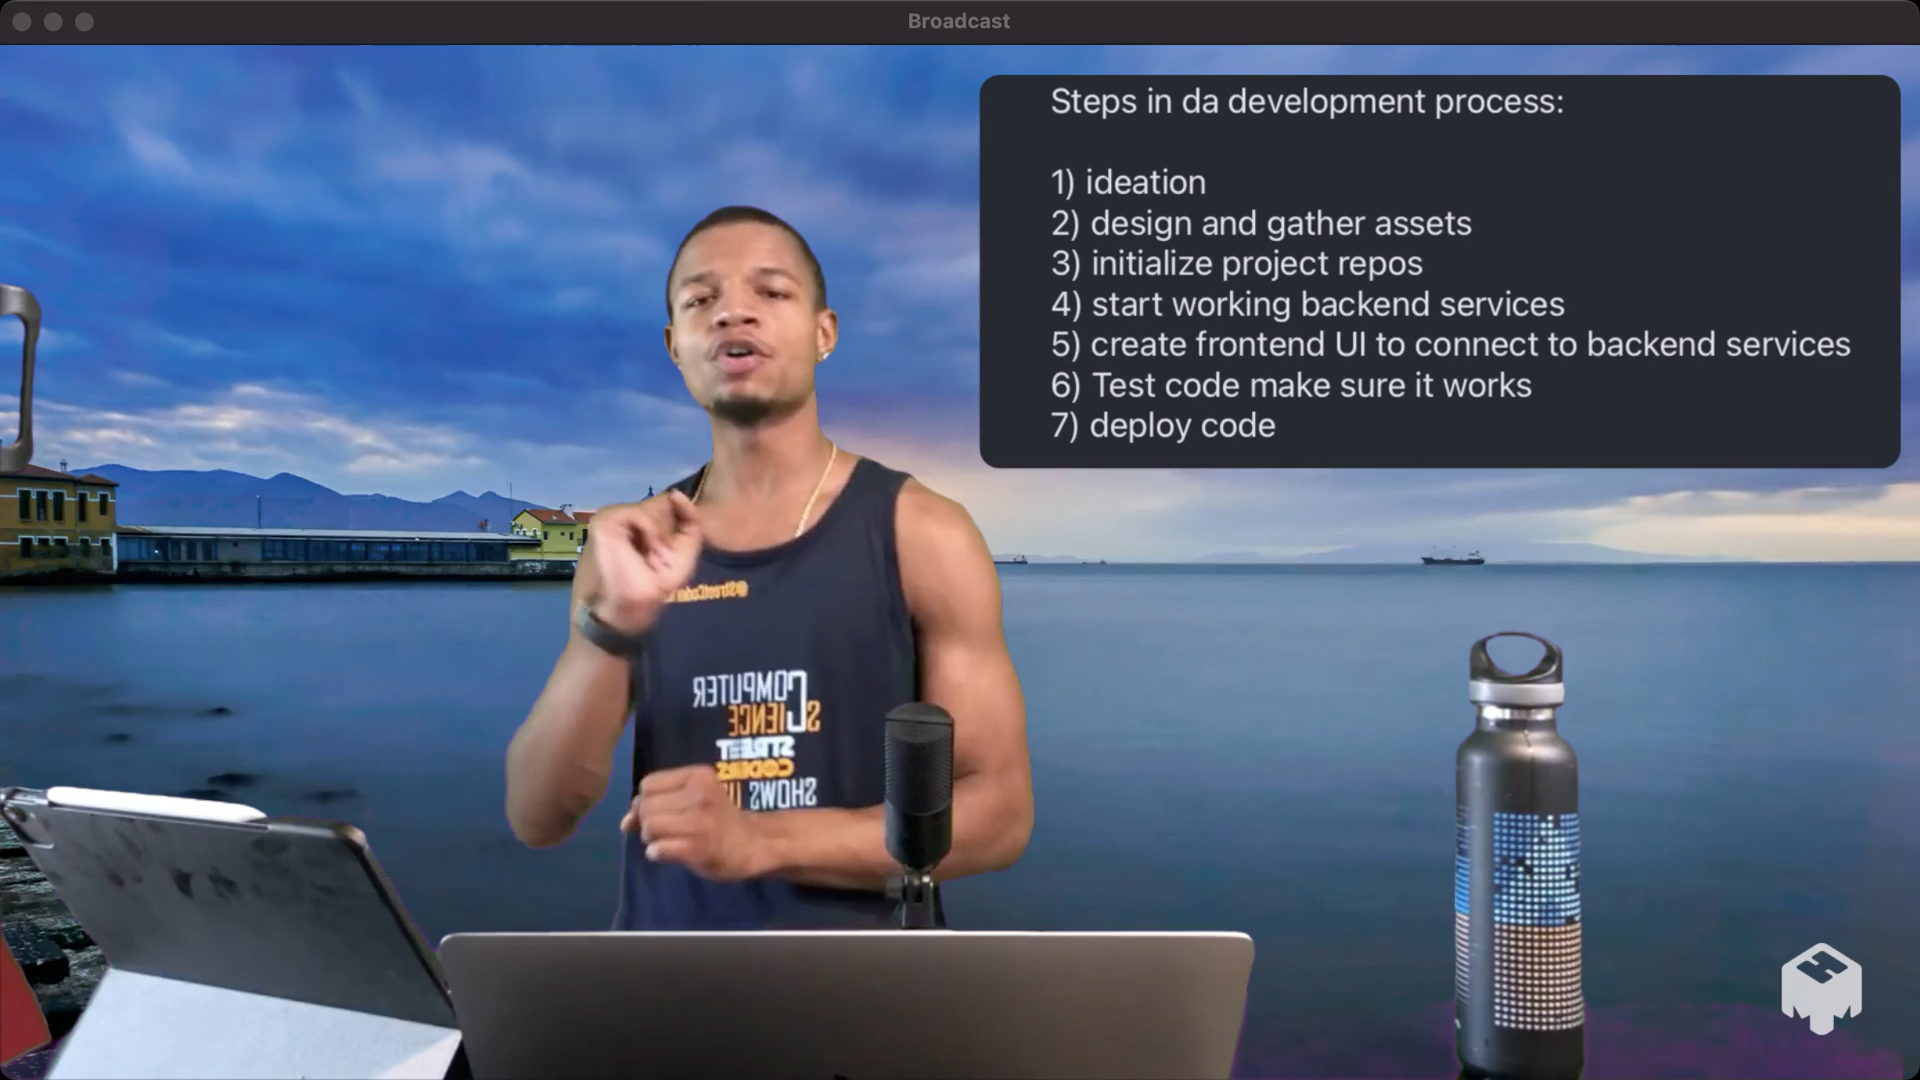 Broadcast
Steps in da development process:
1) ideation
2) design and gather assets
3) initialize project repos
4) start working backend services
5) create frontend UI to connect to backend services
6) Test code make sure it works
7) deploy code
COMPUTER
SCIENCE
STREET
CODERZ
SHOWS